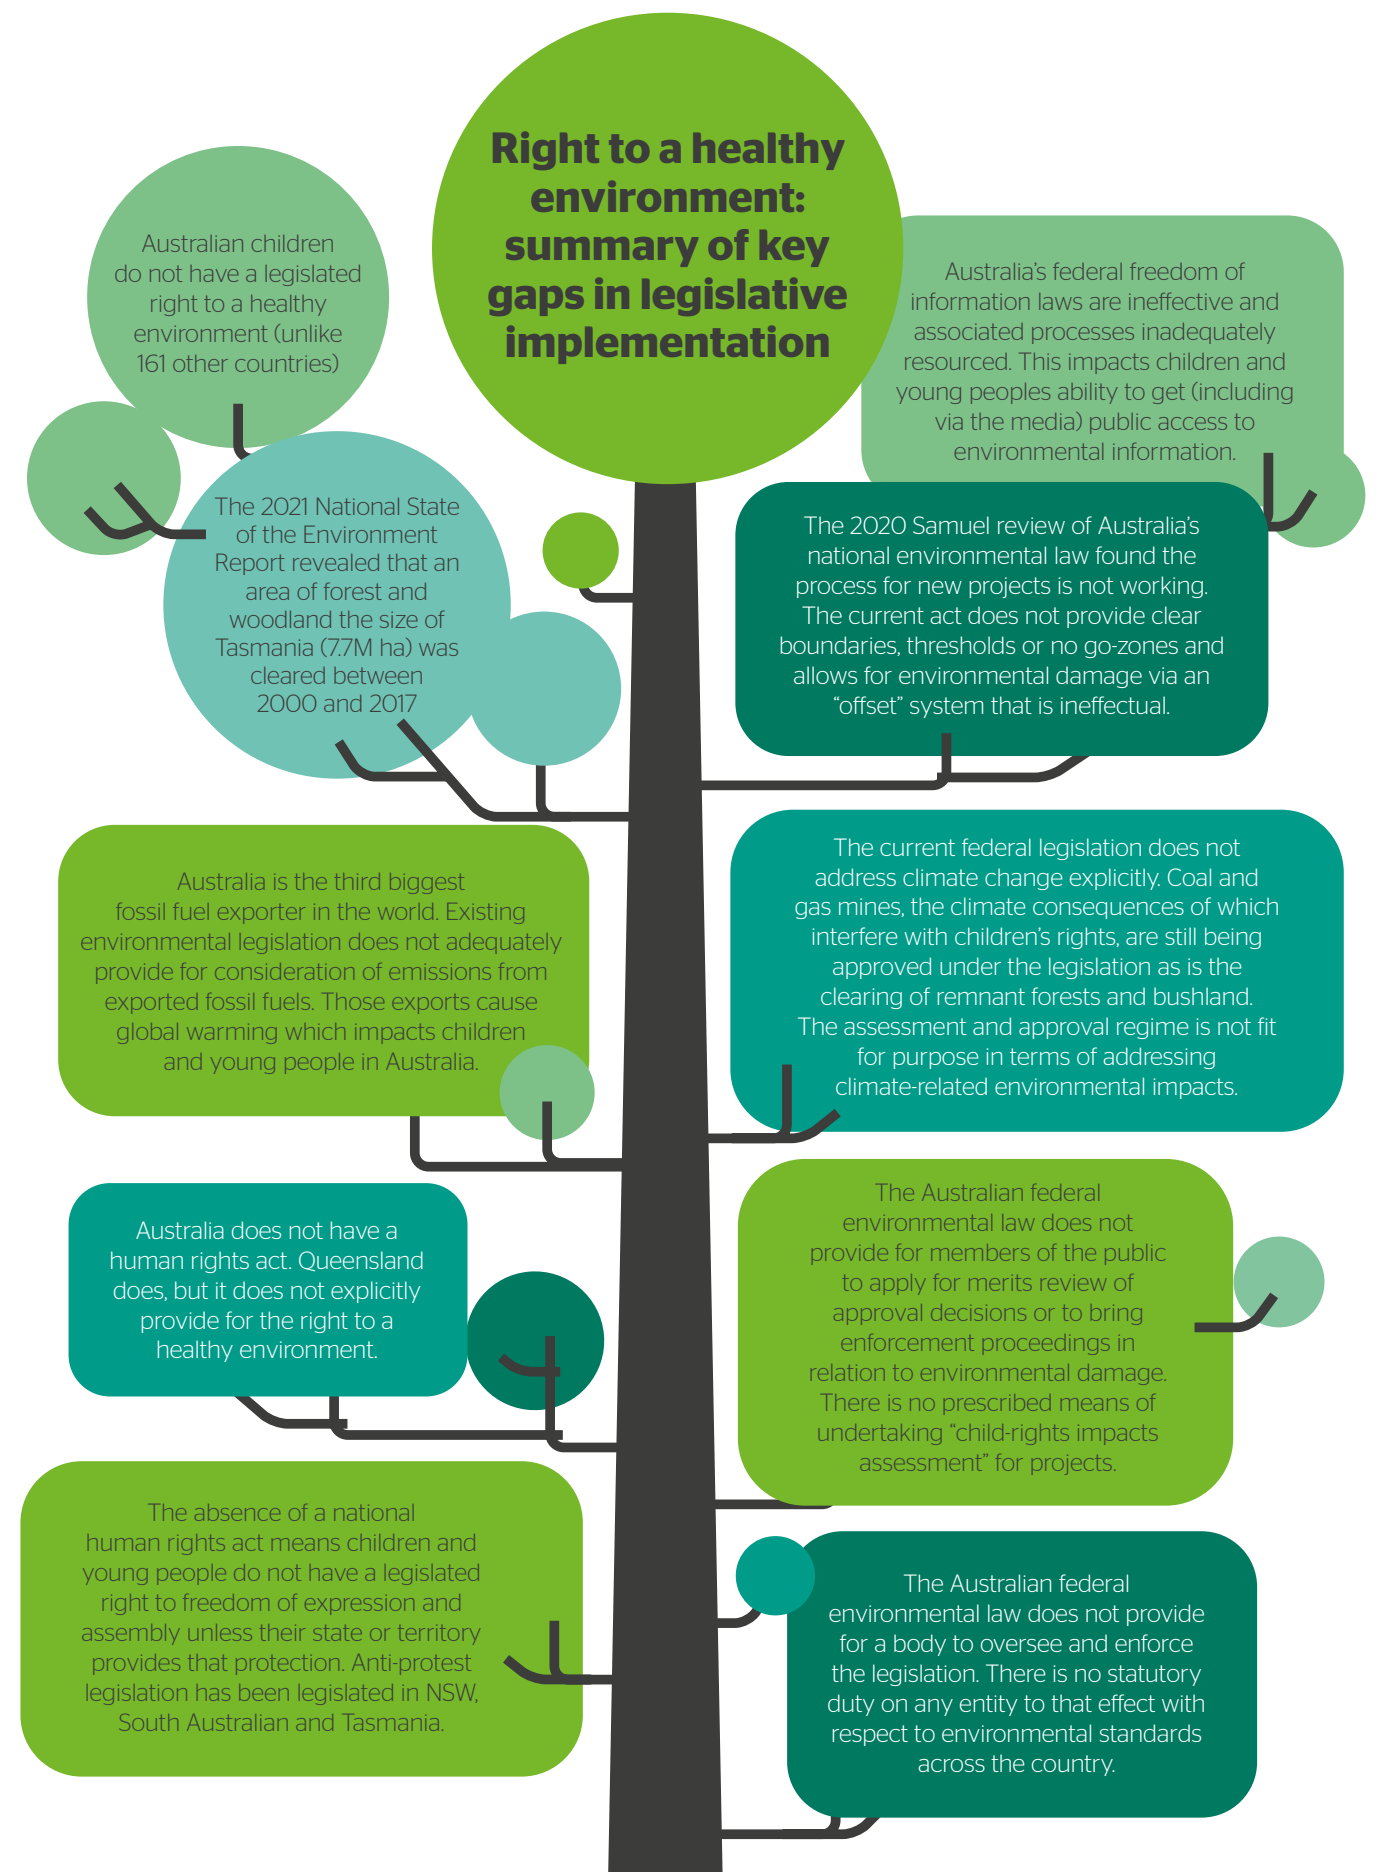 Right to a healthy
environment:
summary of key
gaps in legislative
implementation
Australian children
do not have a legislated
right to a healthy
environment (unlike
161 other countries)
The 2021 National State
of the Environment
Report revealed that an
area of forest and
woodland the size of
Tasmania (7.7M ha) was
cleared between
2000 and 2017
Australia is the third biggest
fossil fuel exporter in the world. Existing
environmental legislation does not adequately
provide for consideration of emissions from
exported fossil fuels. Those exports cause
global warming which impacts children
and young people in Australia.
Australia does not have a
human rights act. Queensland
does, but it does not explicitly
provide for the right to a
healthy environment.
The absence of a national
human rights act means children and
young people do not have a legislated
right to freedom of expression and
assembly unless their state or territory
provides that protection. Anti-protest
legislation has been legislated in NSW,
South Australian and Tasmania.
Australia's federal freedom of
information laws are ineffective and
associated processes inadequately
resourced. This impacts children and
young peoples ability to get (including
via the media) public access to
environmental information.
The 2020 Samuel review of Australia's
national environmental law found the
process for new projects is not working.
The current act does not provide clear
boundaries, thresholds or no go-zones and
allows for environmental damage via an
“offset” system that is ineffectual.
The current federal legislation does not
address climate change explicitly. Coal and
gas mines, the climate consequences of which
interfere with children's rights, are still being
approved under the legislation as is the
clearing of remnant forests and bushland.
The assessment and approval regime is not fit
for purpose in terms of addressing
climate-related environmental impacts.
The Australian federal
environmental law does not
provide for members of the public
to apply for merits review of
approval decisions or to bring
enforcement proceedings in
relation to environmental damage.
There is no prescribed means of
undertaking “child-rights impacts
assessment” for projects.
The Australian federal
environmental law does not provide
for a body to oversee and enforce
the legislation. There is no statutory
duty on any entity to that effect with
respect to environmental standards
across the country.